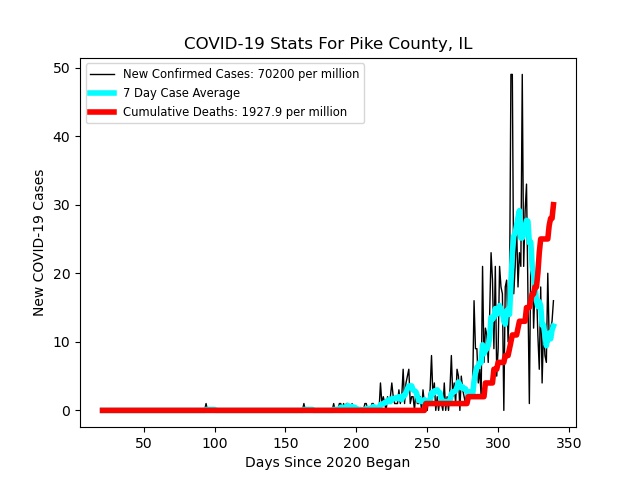 COVID-19 Stats For Pike County, IL
New Confirmed Cases: 70200 per million
7 Day Case Average
Cumulative Deaths: 1927.9 per million
New COVID-19 Cases
50
40
30
20
10
0
50 100 150 200 250 300 350
Days Since 2020 Began